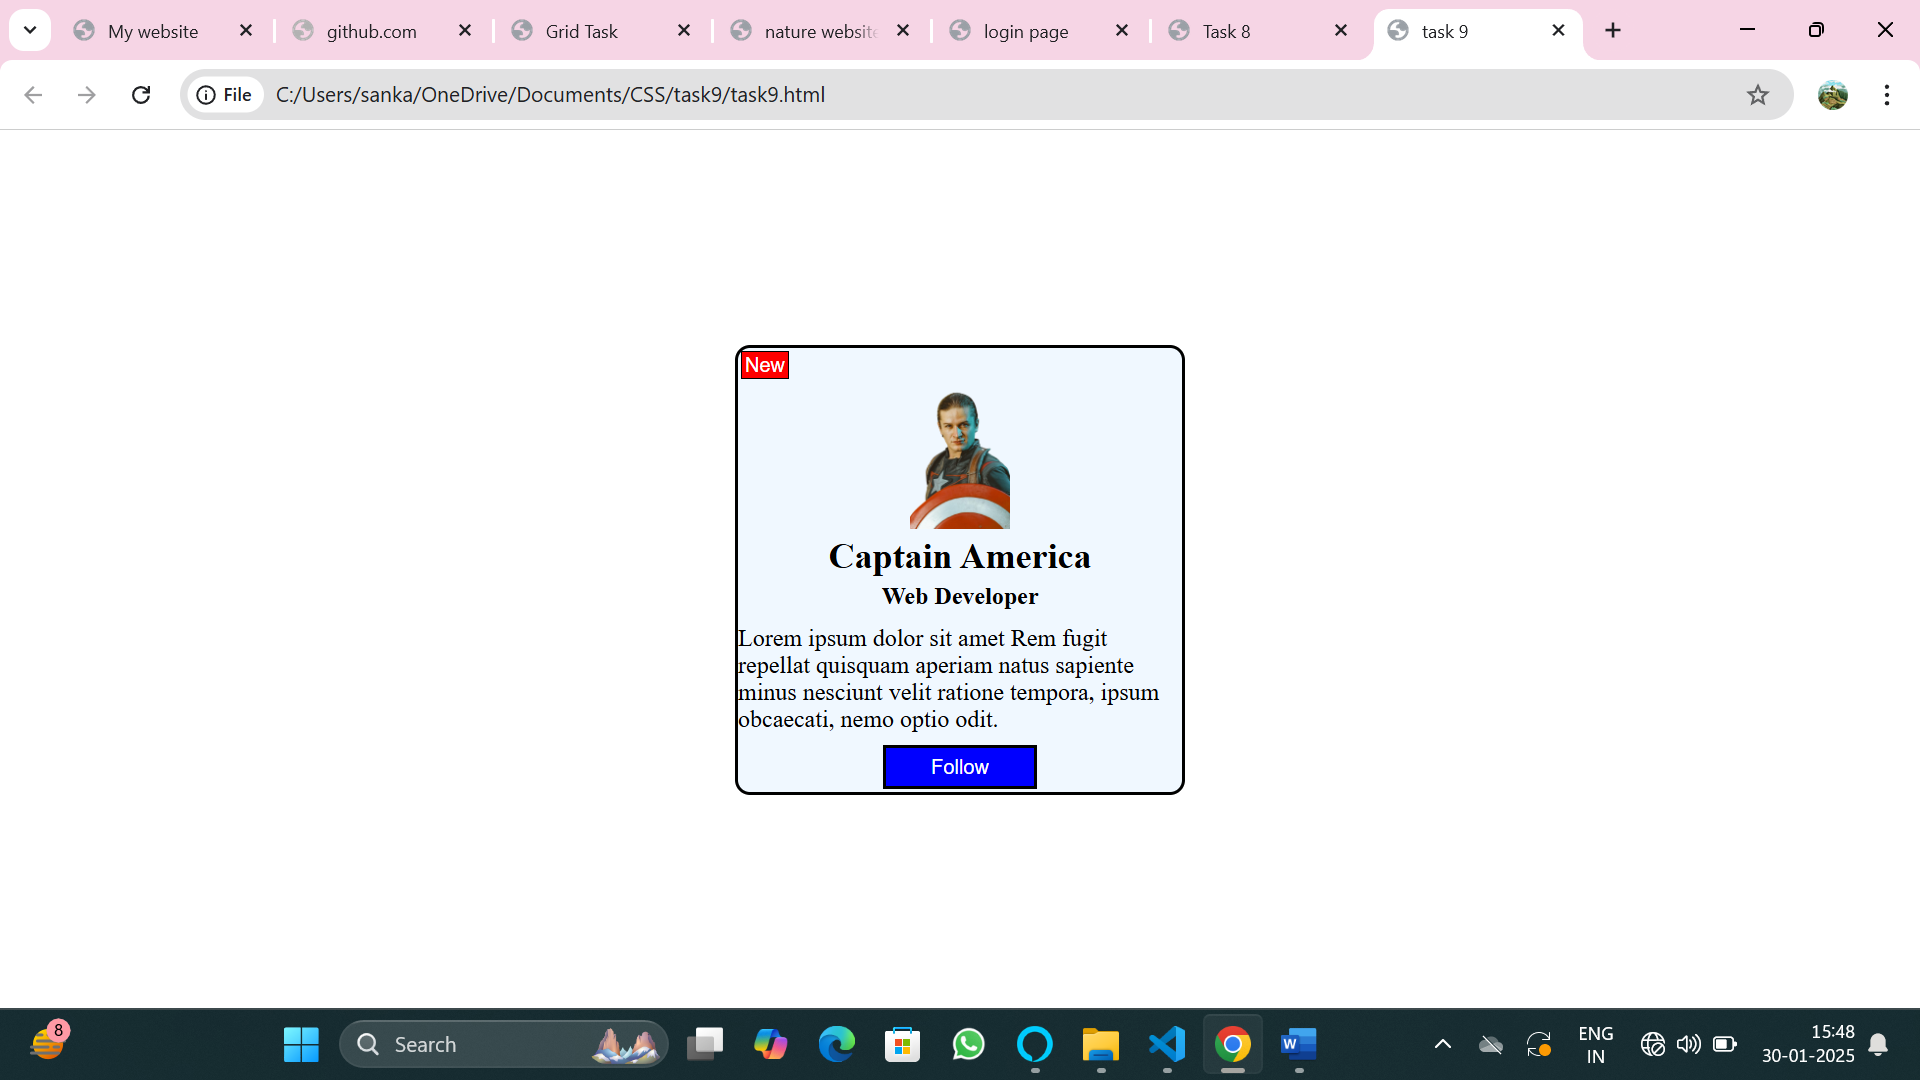 My website
github.com
Grid Task
nature website
login page
Task 8
task 9
File
C:/Users/sanka/OneDrive/Documents/CSS/task9/task9.html
New
Captain America
Web Developer
Lorem ipsum dolor sit amet Rem fugit
repellat quisquam aperiam natus sapiente
minus nesciunt velit ratione tempora, ipsum
obcaecati, nemo optio odit.
Follow
8
Search
W
ENG
IN
15:48
30-01-2025